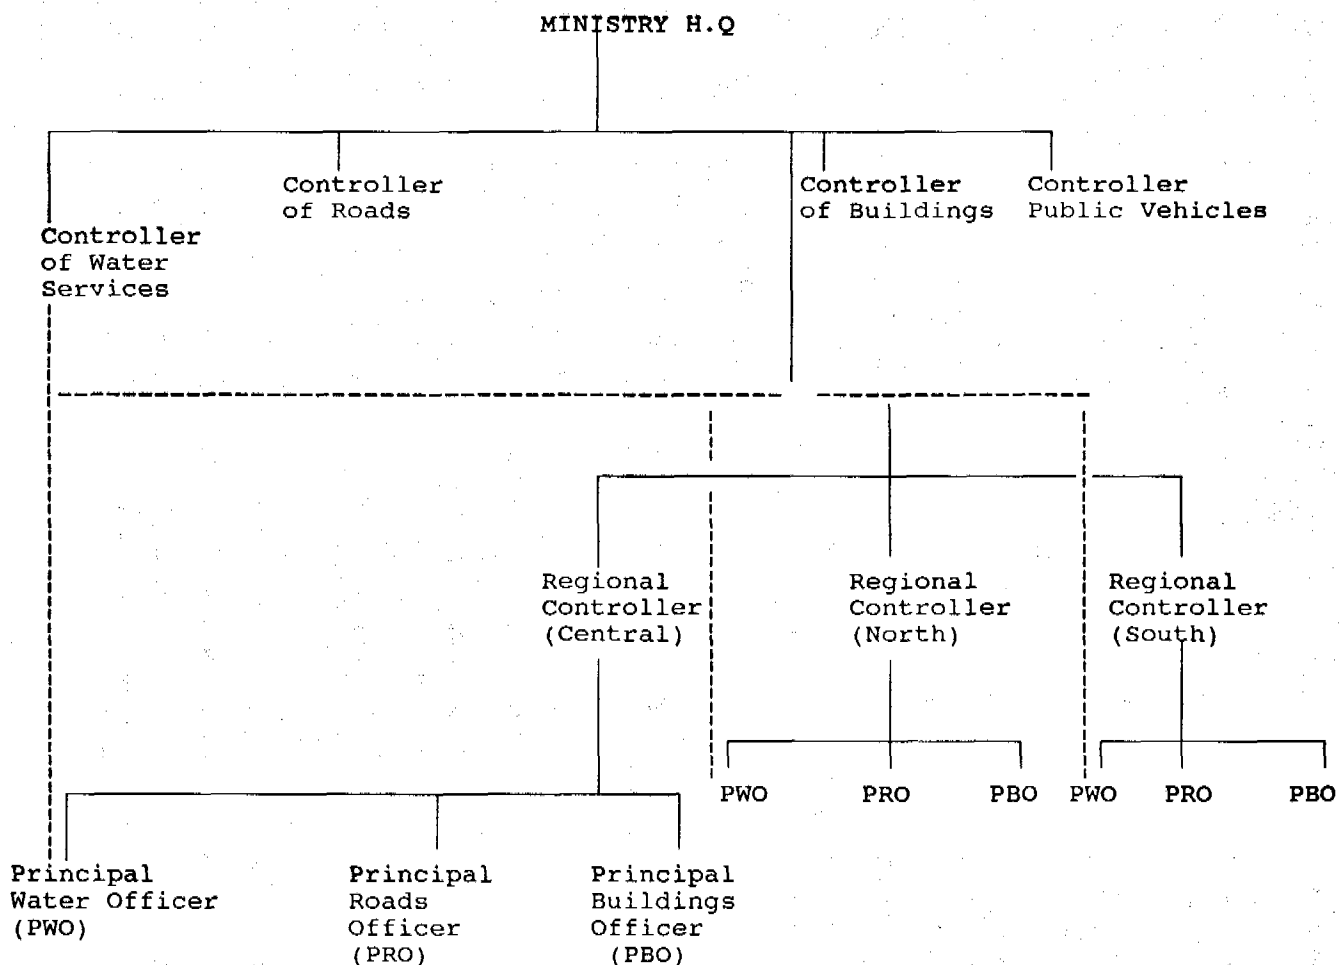 MINISTRY H.Q
Controller
of Roads
Controller
of Buildings
Controller
Public Vehicles
Controller
of Water
Services
Regional
Controller
(Central)
Regional
Controller
(North)
Regional
Controller
(South)
PWO
PRO
PBO
PWO
PRO
PBO
Principal
Water Officer
(PWO)
Principal
Roads
Officer
(PRO)
Principal
Buildings
Officer
(PBO)